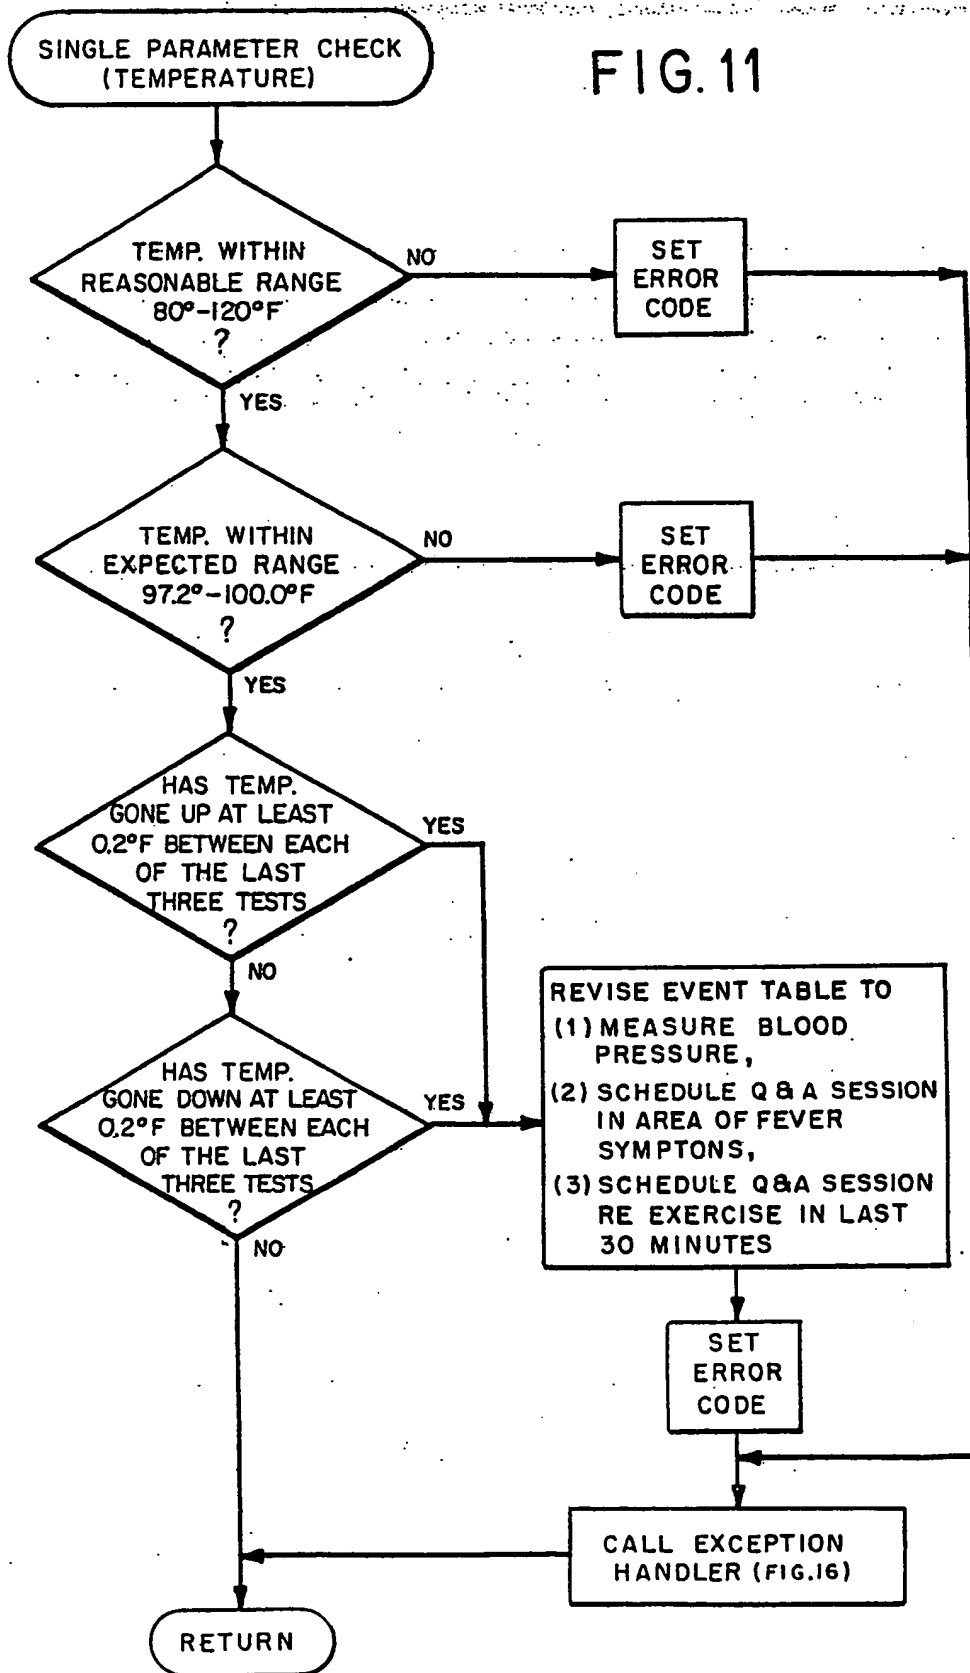 SINGLE PARAMETER CHECK
(TEMPERATURE)
FIG. 11
TEMP. WITHIN
REASONABLE RANGE
80°-120°F
?
NO
SET
ERROR
CODE
YES
TEMP. WITHIN
EXPECTED RANGE
97.2°-100.0°F
?
NO
SET
ERROR
CODE
YES
HAS TEMP.
GONE UP AT LEAST
0.2°F BETWEEN EACH
OF THE LAST
THREE TESTS
?
YES
NO
HAS TEMP.
GONE DOWN AT LEAST
0.2°F BETWEEN EACH
OF THE LAST
THREE TESTS
?
YES
NO
REVISE EVENT TABLE TO
(1) MEASURE BLOOD
PRESSURE,
(2) SCHEDULE Q & A SESSION
IN AREA OF FEVER
SYMPTONS,
(3) SCHEDULE Q&A SESSION
RE EXERCISE IN LAST
30 MINUTES
SET
ERROR
CODE
CALL EXCEPTION
HANDLER (FIG.16)
RETURN